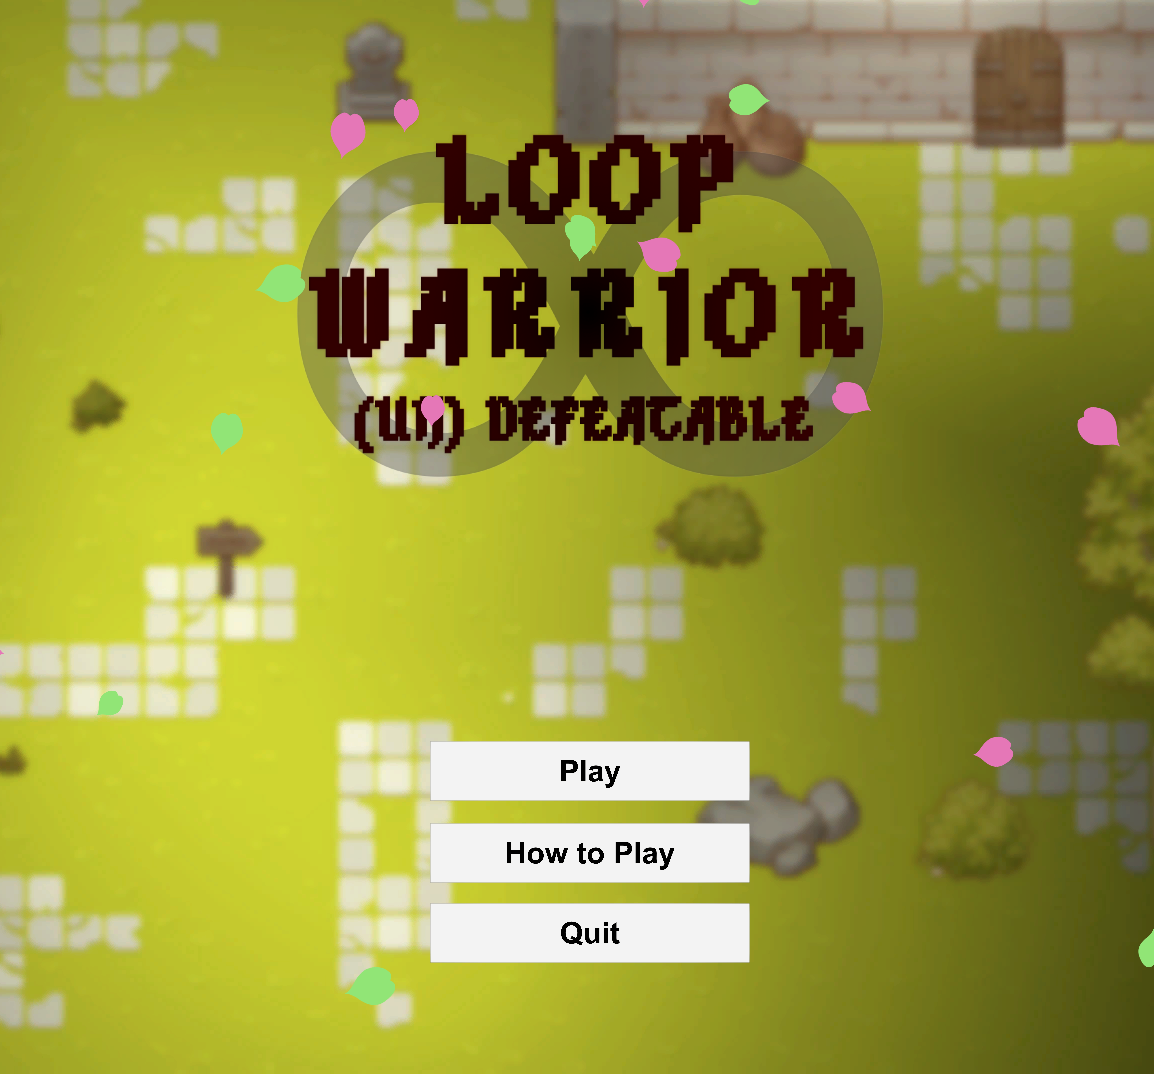 LOOP
WARRIOR
(UN) DEFEATABLE
Play
How to Play
Quit